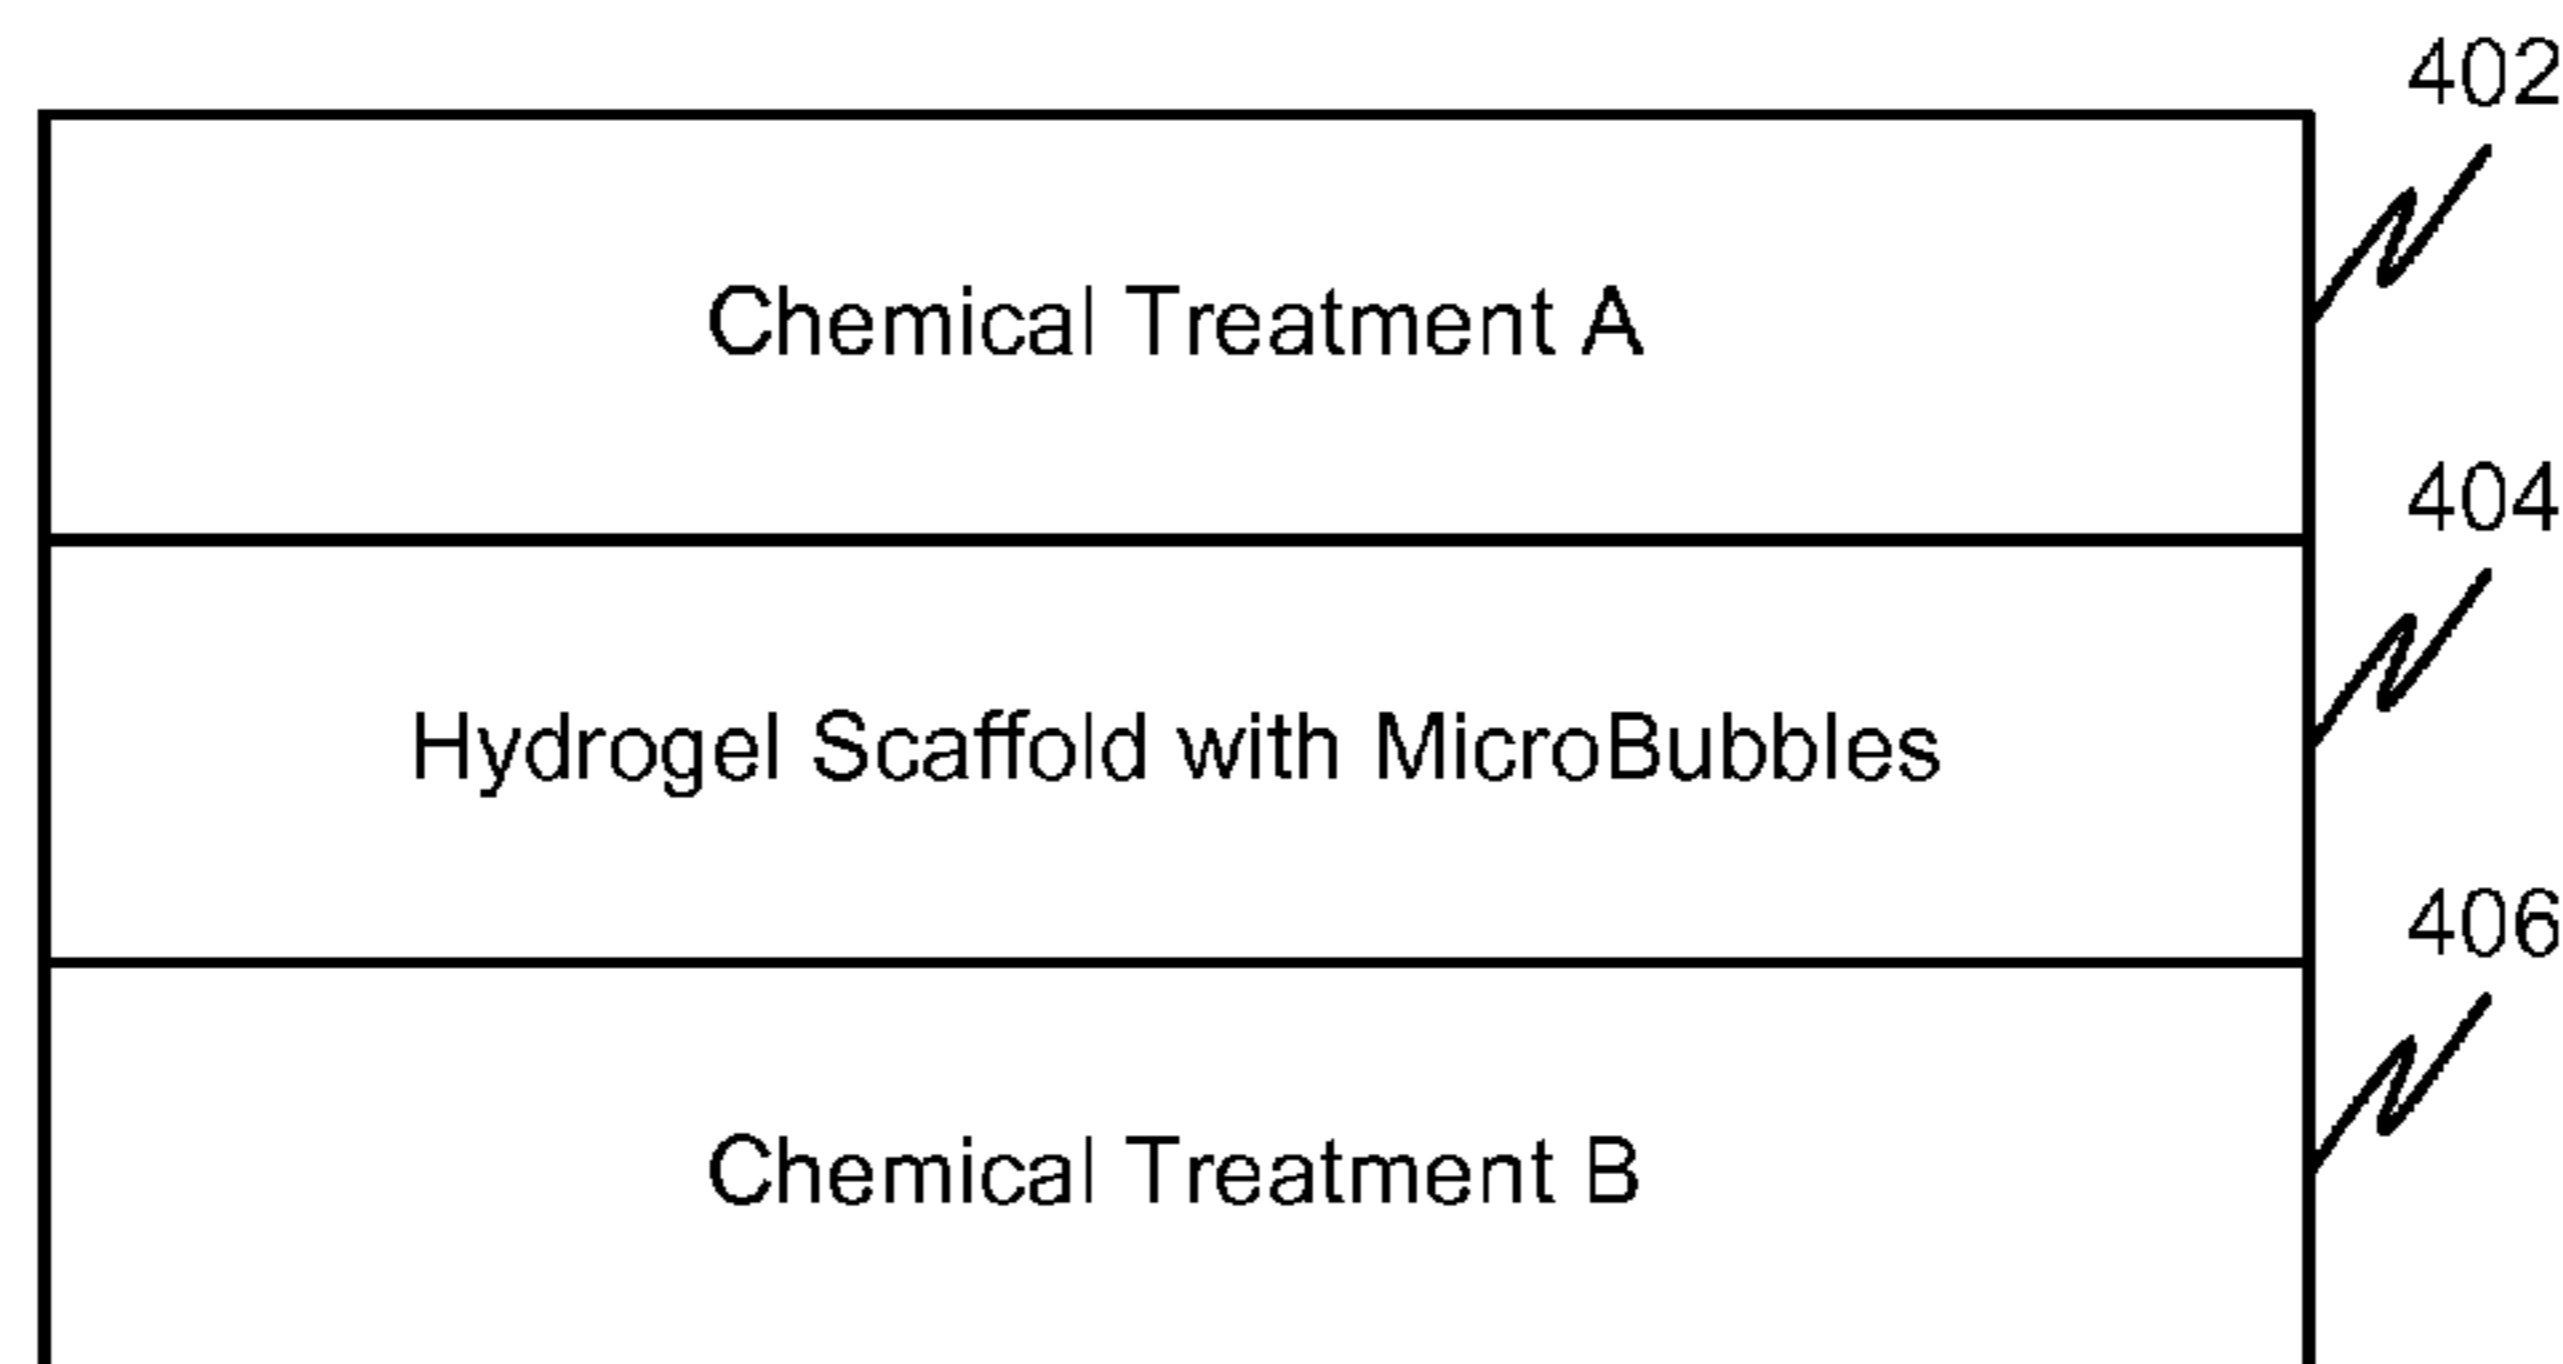 402
Chemical Treatment A
404
Hydrogel Scaffold with MicroBubbles
406
Chemical Treatment B